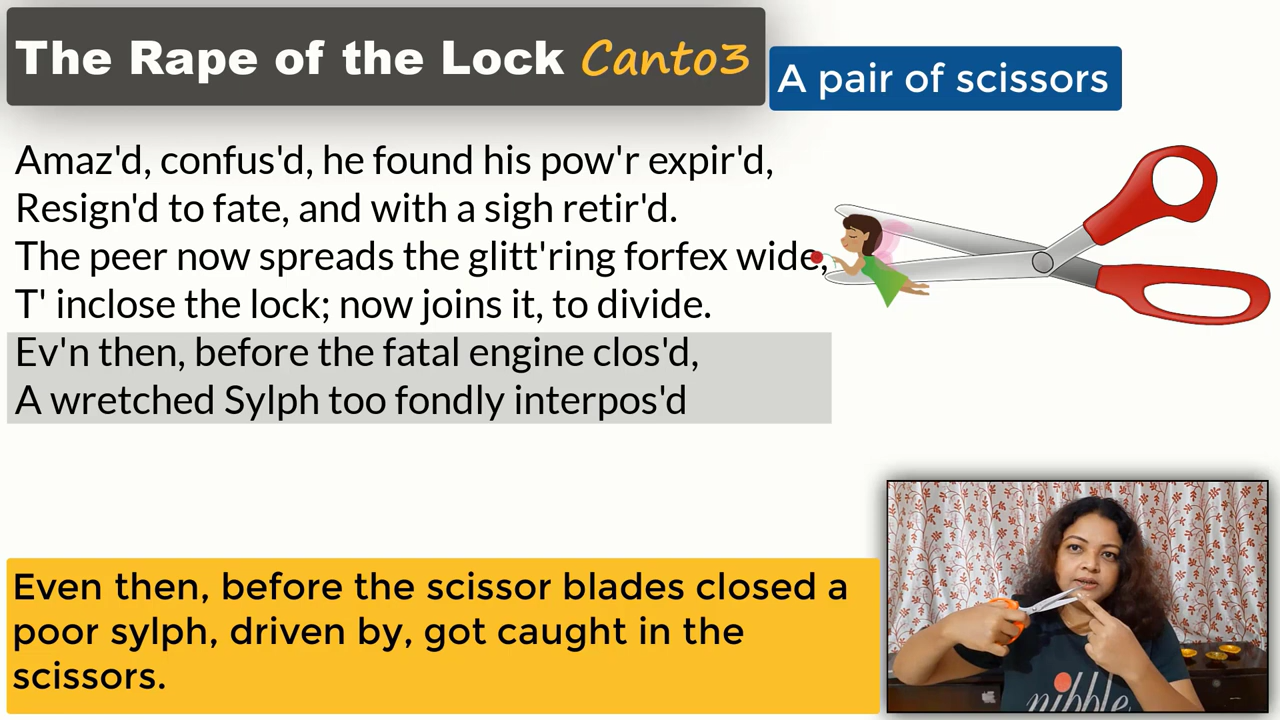 The Rape of the Lock Canto3
A pair of scissors
Amaz'd, confus'd, he found his pow'r expir'd,
Resign'd to fate, and with a sigh retir'd.
The peer now spreads the glitt'ring forfex wide,
T' inclose the lock; now joins it, to divide.
Ev'n then, before the fatal engine clos'd,
A wretched Sylph too fondly interpos'd
Even then, before the scissor blades closed a
poor sylph, driven by, got caught in the
scissors.
nibble